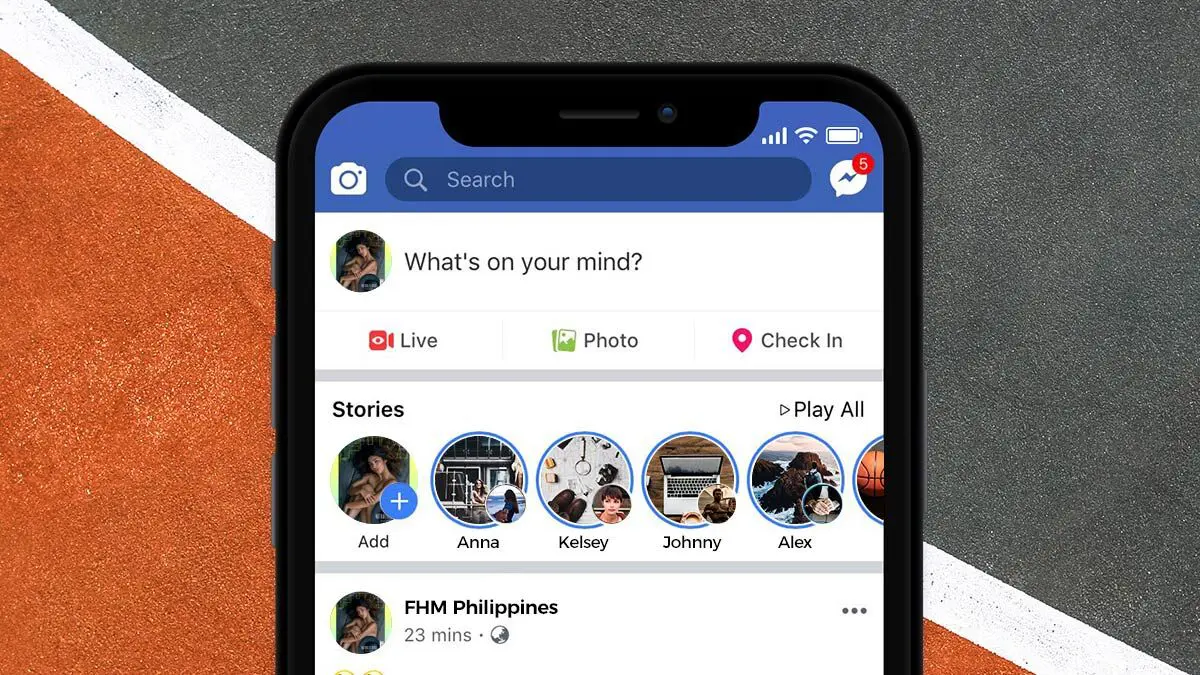 5
Search
What's on your mind?
Live Photo Check In
Stories Play All
Add Anna Kelsey Johnny Alex
FHM Philippines
23 mins ·